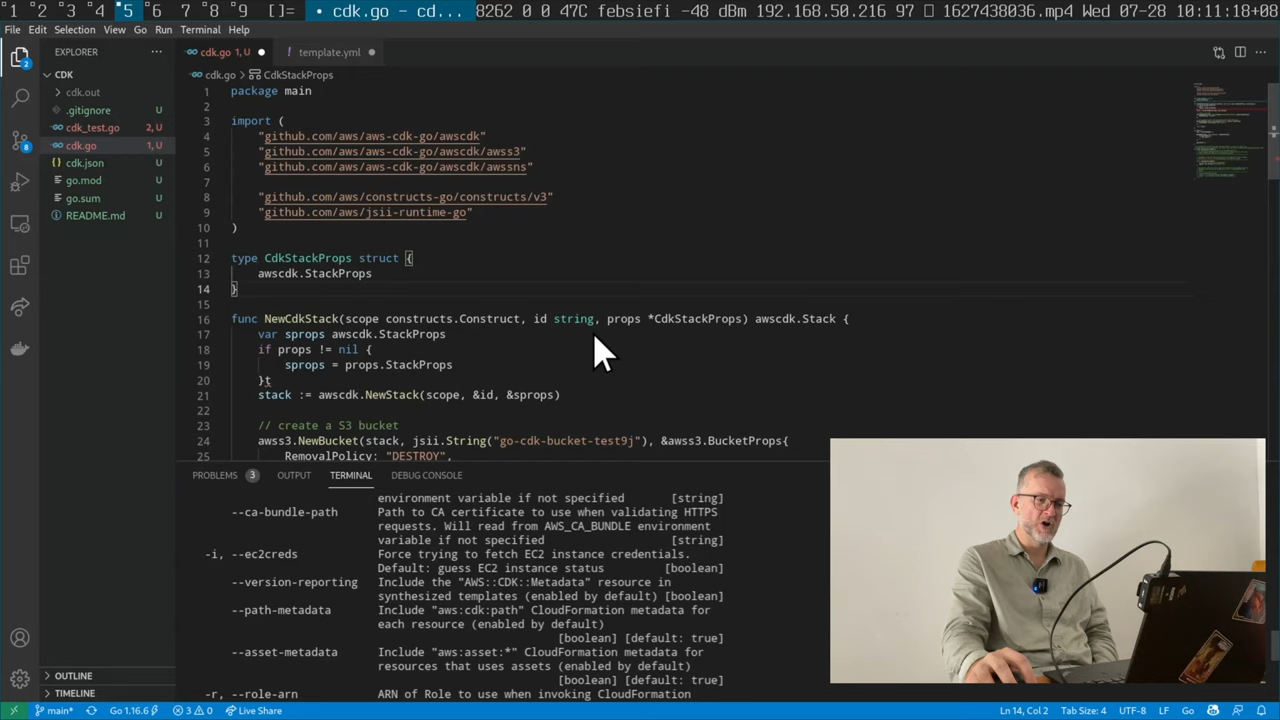 1 2 3 4 5 6 7 8 9 []= • cdk.go - cd... 8262 0 0 47C febsiefi -48 dBm 192.168.50.216 97 1627438036.mp4 Wed 07-28 10:11:18+08
File Edit Selection View Go Run Terminal Help
EXPLORER ...
cdk.go 1, U ●
! template.yml ●
CDK
cdk.out
.gitignore U
cdk_test.go 2, U
cdk.go 1, U
cdk.json U
go.mod U
go.sum U
README.md U
OUTLINE
TIMELINE
cdk.go > CdkStackProps
1 package main
2
3 import (
4 "github.com/aws/aws-cdk-go/awscdk"
5 "github.com/aws/aws-cdk-go/awscdk/awss3"
6 "github.com/aws/aws-cdk-go/awscdk/awssns"
7
8 "github.com/aws/constructs-go/constructs/v3"
9 "github.com/aws/jsii-runtime-go"
10 )
11
12 type CdkStackProps struct {
13 awscdk.StackProps
14 }
15
16 func NewCdkStack(scope constructs.Construct, id string, props *CdkStackProps) awscdk.Stack {
17 var sprops awscdk.StackProps
18 if props != nil {
19 sprops = props.StackProps
20 }t
21 stack := awscdk.NewStack(scope, &id, &sprops)
22
23 // create a S3 bucket
24 awss3.NewBucket(stack, jsii.String("go-cdk-bucket-test9j"), &awss3.BucketProps{
25 RemovalPolicy: "DESTROY",
PROBLEMS 3 OUTPUT TERMINAL DEBUG CONSOLE
environment variable if not specified [string]
--ca-bundle-path Path to CA certificate to use when validating HTTPS
requests. Will read from AWS_CA_BUNDLE environment
variable if not specified [string]
-i, --ec2creds Force trying to fetch EC2 instance credentials.
Default: guess EC2 instance status [boolean]
--version-reporting Include the "AWS::CDK::Metadata" resource in
synthesized templates (enabled by default) [boolean]
--path-metadata Include "aws:cdk:path" CloudFormation metadata for
each resource (enabled by default)
[boolean] [default: true]
--asset-metadata Include "aws:asset:*" CloudFormation metadata for
resources that uses assets (enabled by default)
[boolean] [default: true]
-r, --role-arn ARN of Role to use when invoking CloudFormation
main* Go 1.16.6 3 0 Live Share Ln 14, Col 2 Tab Size: 4 UTF-8 LF Go